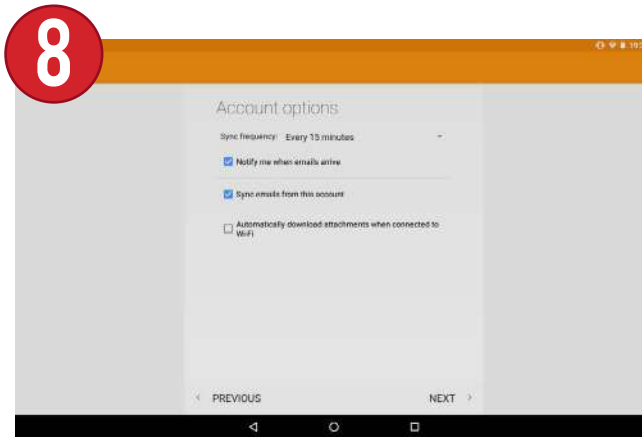 8
Account options
Sync frequency: Every 15 minutes
Notify me when emails arrive
Sync emails from this account
Automatically download attachments when connected to
Wi-Fi
PREVIOUS NEXT